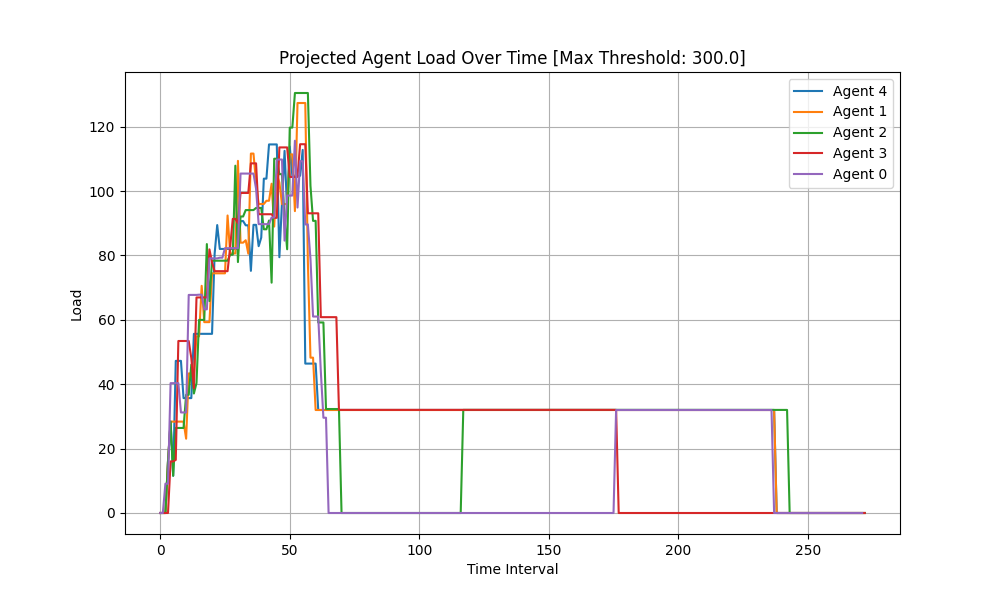 Projected Agent Load Over Time [Max Threshold: 300.0]
Agent 4
Agent 1
Agent 2
Agent 3
Agent 0
120
100
80
60
40
20
0
Load
0 50 100 150 200 250
Time Interval